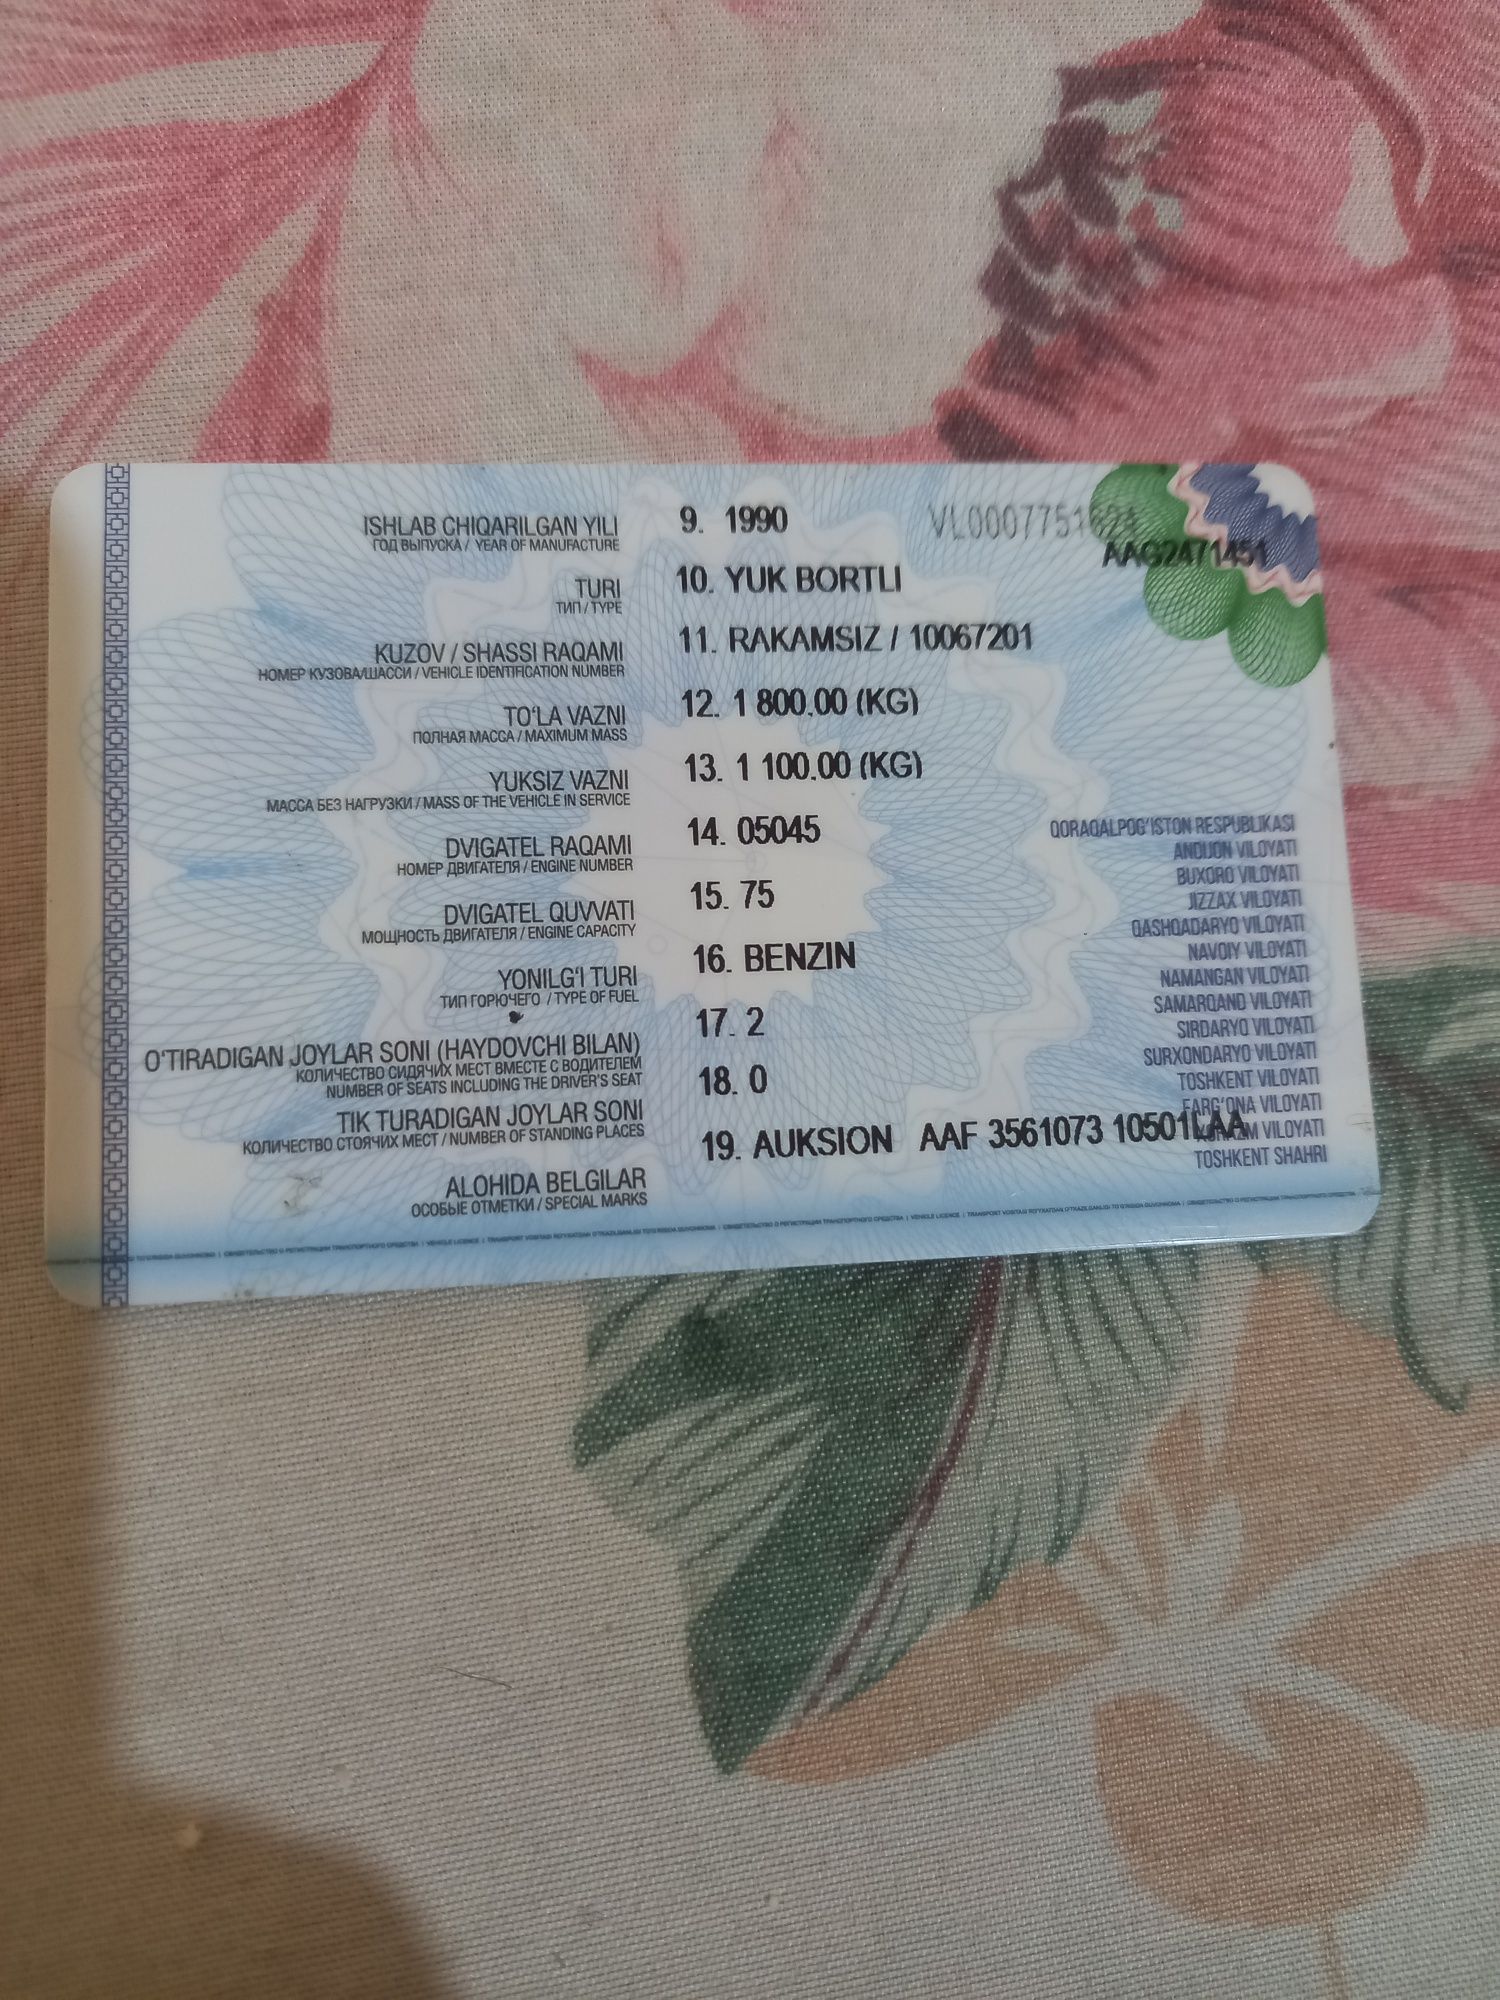 ISHLAB CHIQARILGAN YILI 9. 1990 VL0007751624
ГОД ВЫПУСКА / YEAR OF MANUFACTURE AAG2471451
TURI 10. YUK BORTLI
ТИП / TYPE
KUZOV / SHASSI RAQAMI 11. RAKAMSIZ / 10067201
НОМЕР КУЗОВА/ШАССИ / VEHICLE IDENTIFICATION NUMBER
TO'LA VAZNI 12. 1 800.00 (KG)
ПОЛНАЯ МАССА / MAXIMUM MASS
YUKSIZ VAZNI 13. 1 100.00 (KG)
МАССА БЕЗ НАГРУЗКИ / MASS OF THE VEHICLE IN SERVICE
DVIGATEL RAQAMI 14. 05045
НОМЕР ДВИГАТЕЛЯ / ENGINE NUMBER
DVIGATEL QUVVATI 15. 75
МОЩНОСТЬ ДВИГАТЕЛЯ / ENGINE CAPACITY
YONILG'I TURI 16. BENZIN
ТИП ГОРЮЧЕГО / TYPE OF FUEL
O'TIRADIGAN JOYLAR SONI (HAYDOVCHI BILAN) 17. 2
КОЛИЧЕСТВО СИДЯЧИХ МЕСТ ВМЕСТЕ С ВОДИТЕЛЕМ
NUMBER OF SEATS INCLUDING THE DRIVER'S SEAT
TIK TURADIGAN JOYLAR SONI 18. 0
КОЛИЧЕСТВО СТОЯЧИХ МЕСТ / NUMBER OF STANDING PLACES
ALOHIDA BELGILAR 19. AUKSION AAF 3561073 10501LAA
ОСОБЫЕ ОТМЕТКИ / SPECIAL MARKS
QORAQALPOG'ISTON RESPUBLIKASI
ANDIJON VILOYATI
BUXORO VILOYATI
JIZZAX VILOYATI
QASHQADARYO VILOYATI
NAVOIY VILOYATI
NAMANGAN VILOYATI
SAMARQAND VILOYATI
SIRDARYO VILOYATI
SURXONDARYO VILOYATI
TOSHKENT VILOYATI
FARG'ONA VILOYATI
VILOYATI
TOSHKENT SHAHRI